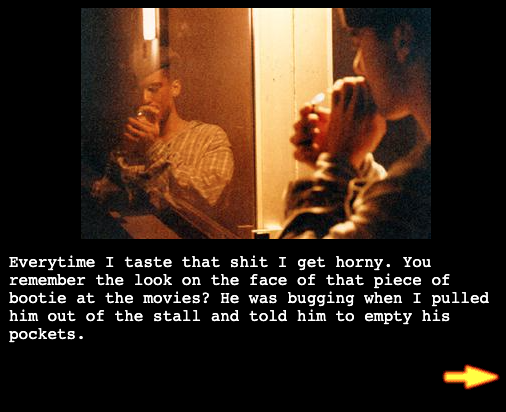 Everytime I taste that shit I get horny. You
remember the look on the face of that piece of
bootie at the movies? He was bugging when I pulled
him out of the stall and told him to empty his
pockets.